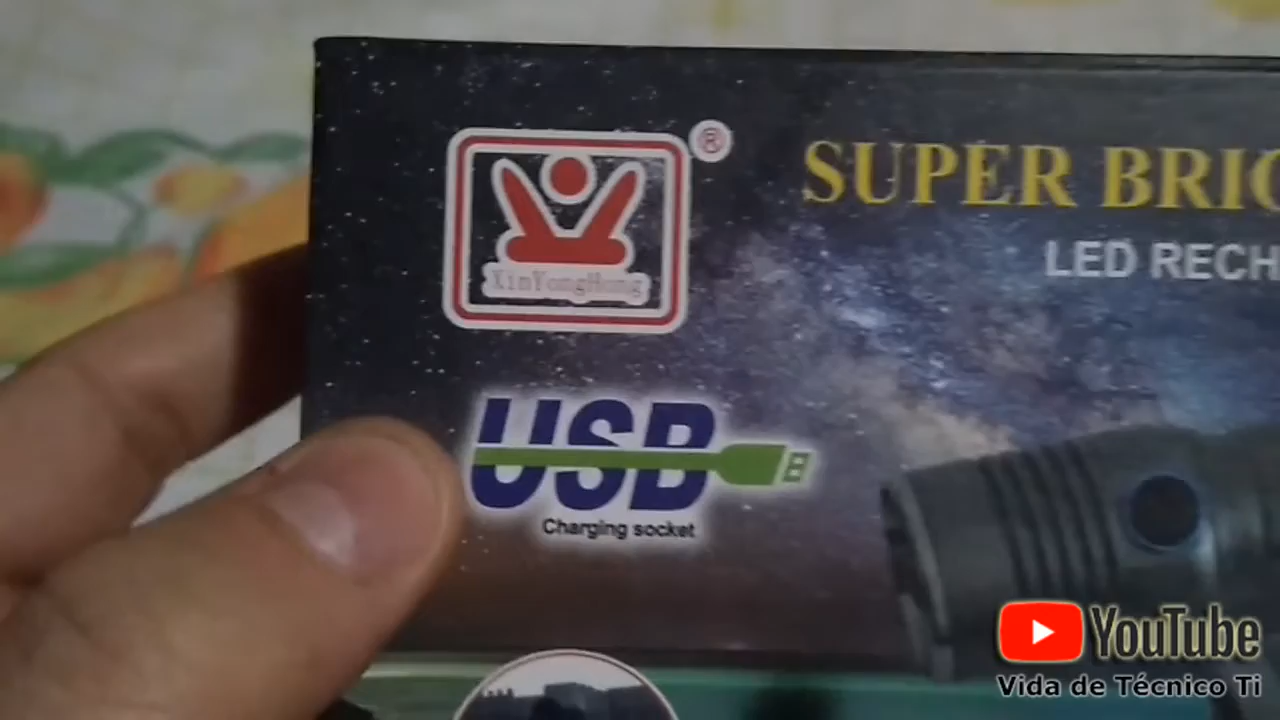 ®
SUPER BRIG
LED RECH
XinYongHong
USB
Charging socket
YouTube
Vida de Técnico Ti